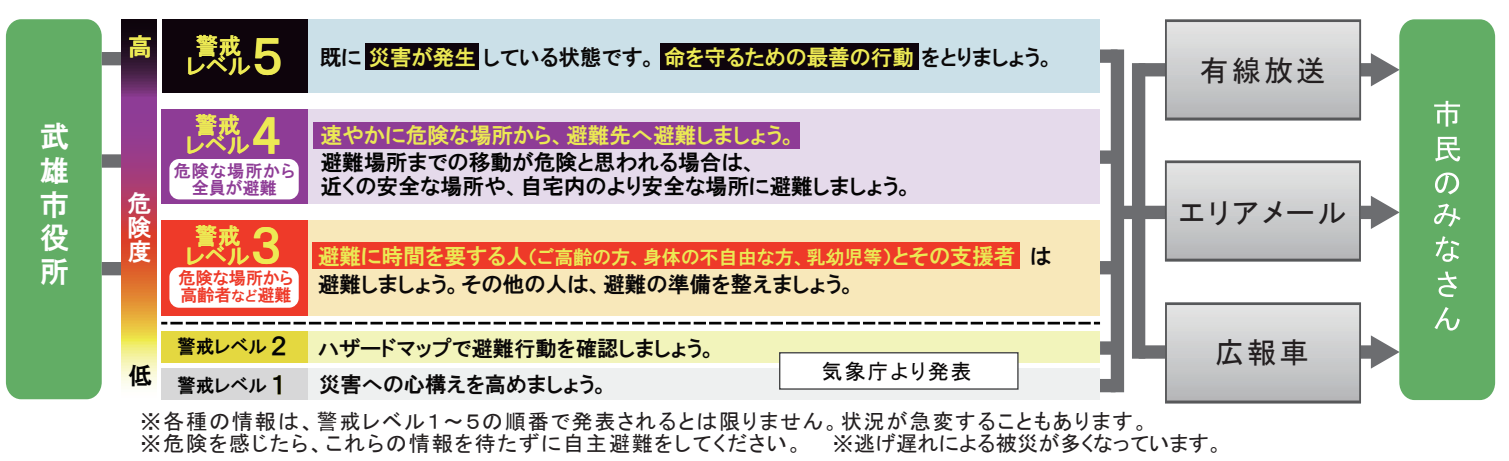 武雄市役所
高
危険度
低
警戒
レベル5
既に 災害が発生 している状態です。 命を守るための最善の行動 をとりましょう。
警戒
レベル4
危険な場所から
全員が避難
速やかに危険な場所から、避難先へ避難しましょう。
避難場所までの移動が危険と思われる場合は、
近くの安全な場所や、自宅内のより安全な場所に避難しましょう。
警戒
レベル3
危険な場所から
高齢者など避難
避難に時間を要する人(ご高齢の方、身体の不自由な方、乳幼児等)とその支援者 は
避難しましょう。その他の人は、避難の準備を整えましょう。
警戒レベル2
ハザードマップで避難行動を確認しましょう。
警戒レベル1
災害への心構えを高めましょう。
気象庁より発表
有線放送
エリアメール
広報車
市民のみなさん
※各種の情報は、警戒レベル1~5の順番で発表されるとは限りません。状況が急変することもあります。
※危険を感じたら、これらの情報を待たずに自主避難をしてください。 ※逃げ遅れによる被災が多くなっています。